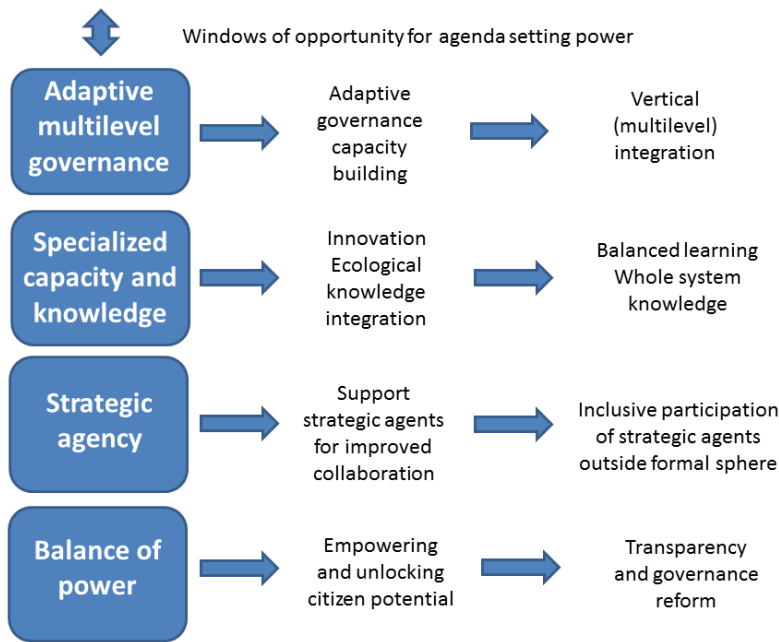 Windows of opportunity for agenda setting power
Adaptive
multilevel
governance
Adaptive
governance
capacity
building
Vertical
(multilevel)
integration
Specialized
capacity and
knowledge
Innovation
Ecological
knowledge
integration
Balanced learning
Whole system
knowledge
Strategic
agency
Support
strategic agents
for improved
collaboration
Inclusive participation
of strategic agents
outside formal sphere
Balance of
power
Empowering
and unlocking
citizen potential
Transparency
and governance
reform